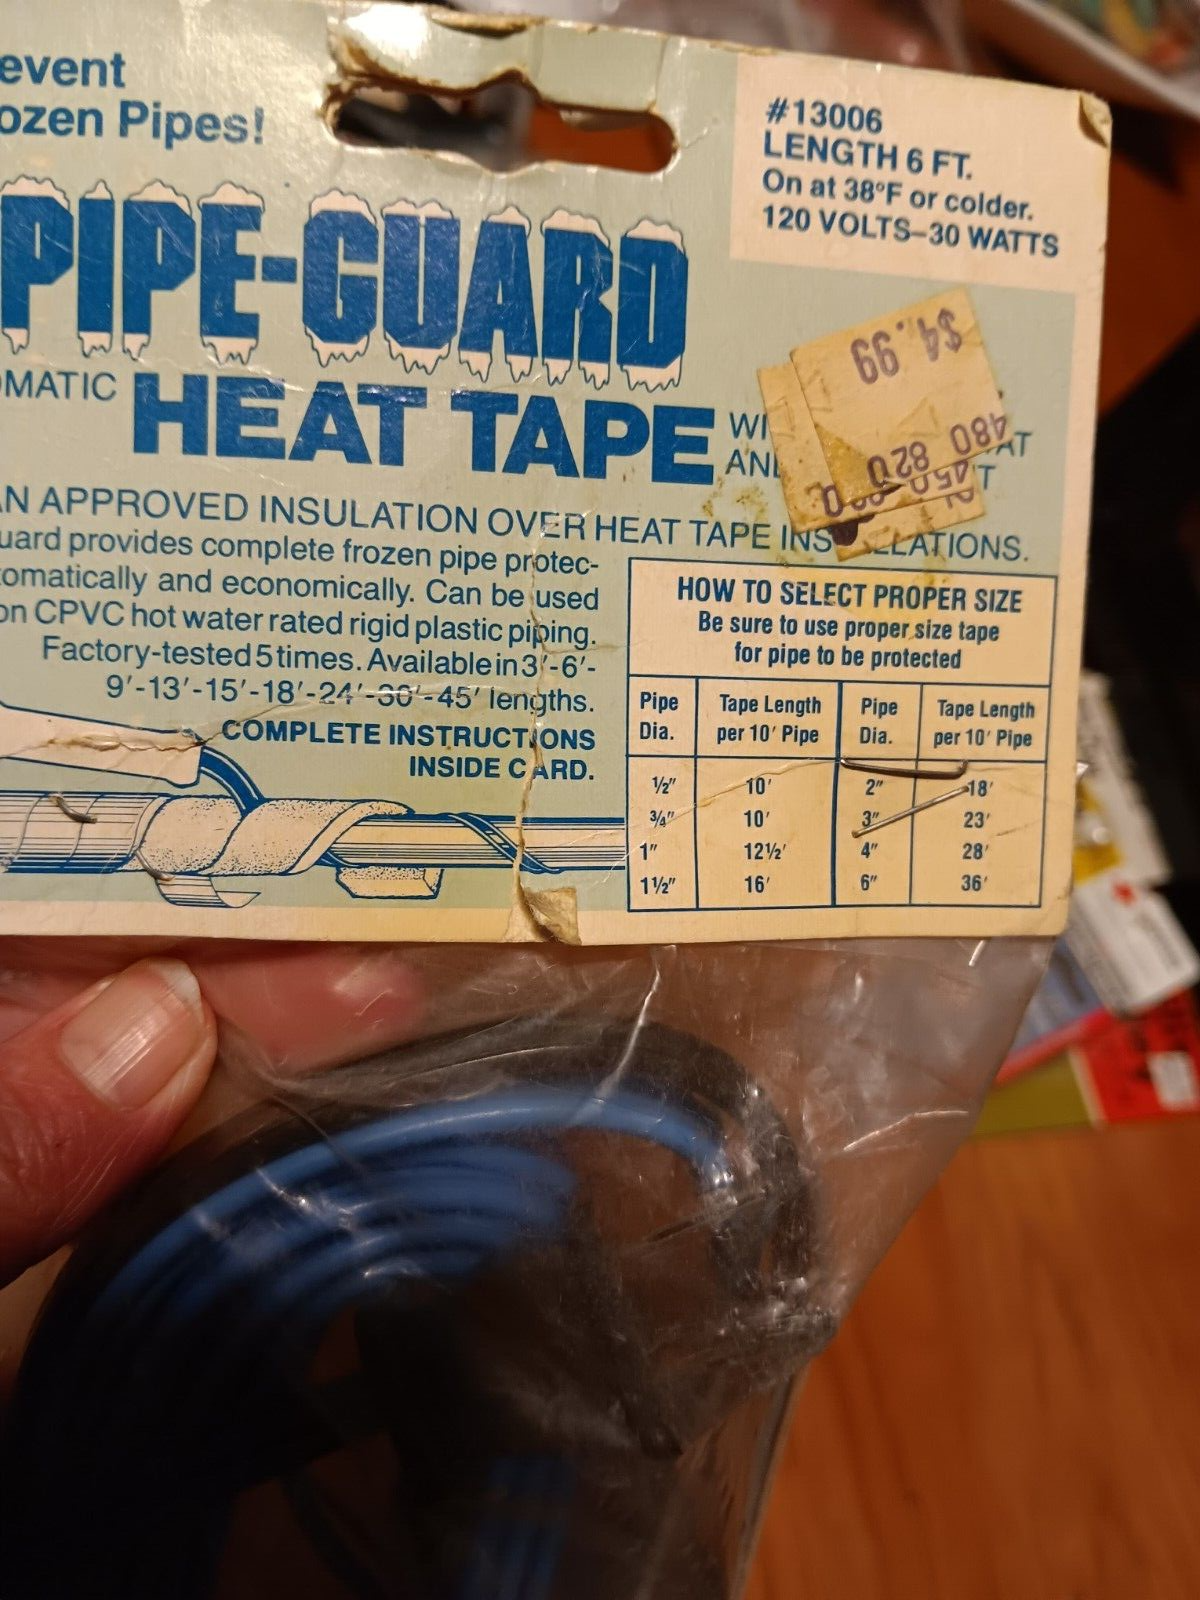 event
ozen Pipes!
#13006
LENGTH 6 FT.
On at 38°F or colder.
120 VOLTS–30 WATTS
PIPE-GUARD
$4.99
480 820
OMATIC HEAT TAPE
AN APPROVED INSULATION OVER HEAT TAPE INS LLATIONS.
uard provides complete frozen pipe protec-
tomatically and economically. Can be used
on CPVC hot water rated rigid plastic piping.
Factory-tested 5 times. Available in 3′-6′-
9′-13′-15′-18′-24′-30′-45′ lengths.
COMPLETE INSTRUCTIONS
INSIDE CARD.
HOW TO SELECT PROPER SIZE
Be sure to use proper size tape
for pipe to be protected
Pipe Dia. Tape Length per 10′ Pipe Pipe Dia. Tape Length per 10′ Pipe
½″ 10′ 2″ 18′
¾″ 10′ 3″ 23′
1″ 12½′ 4″ 28′
1½″ 16′ 6″ 36′